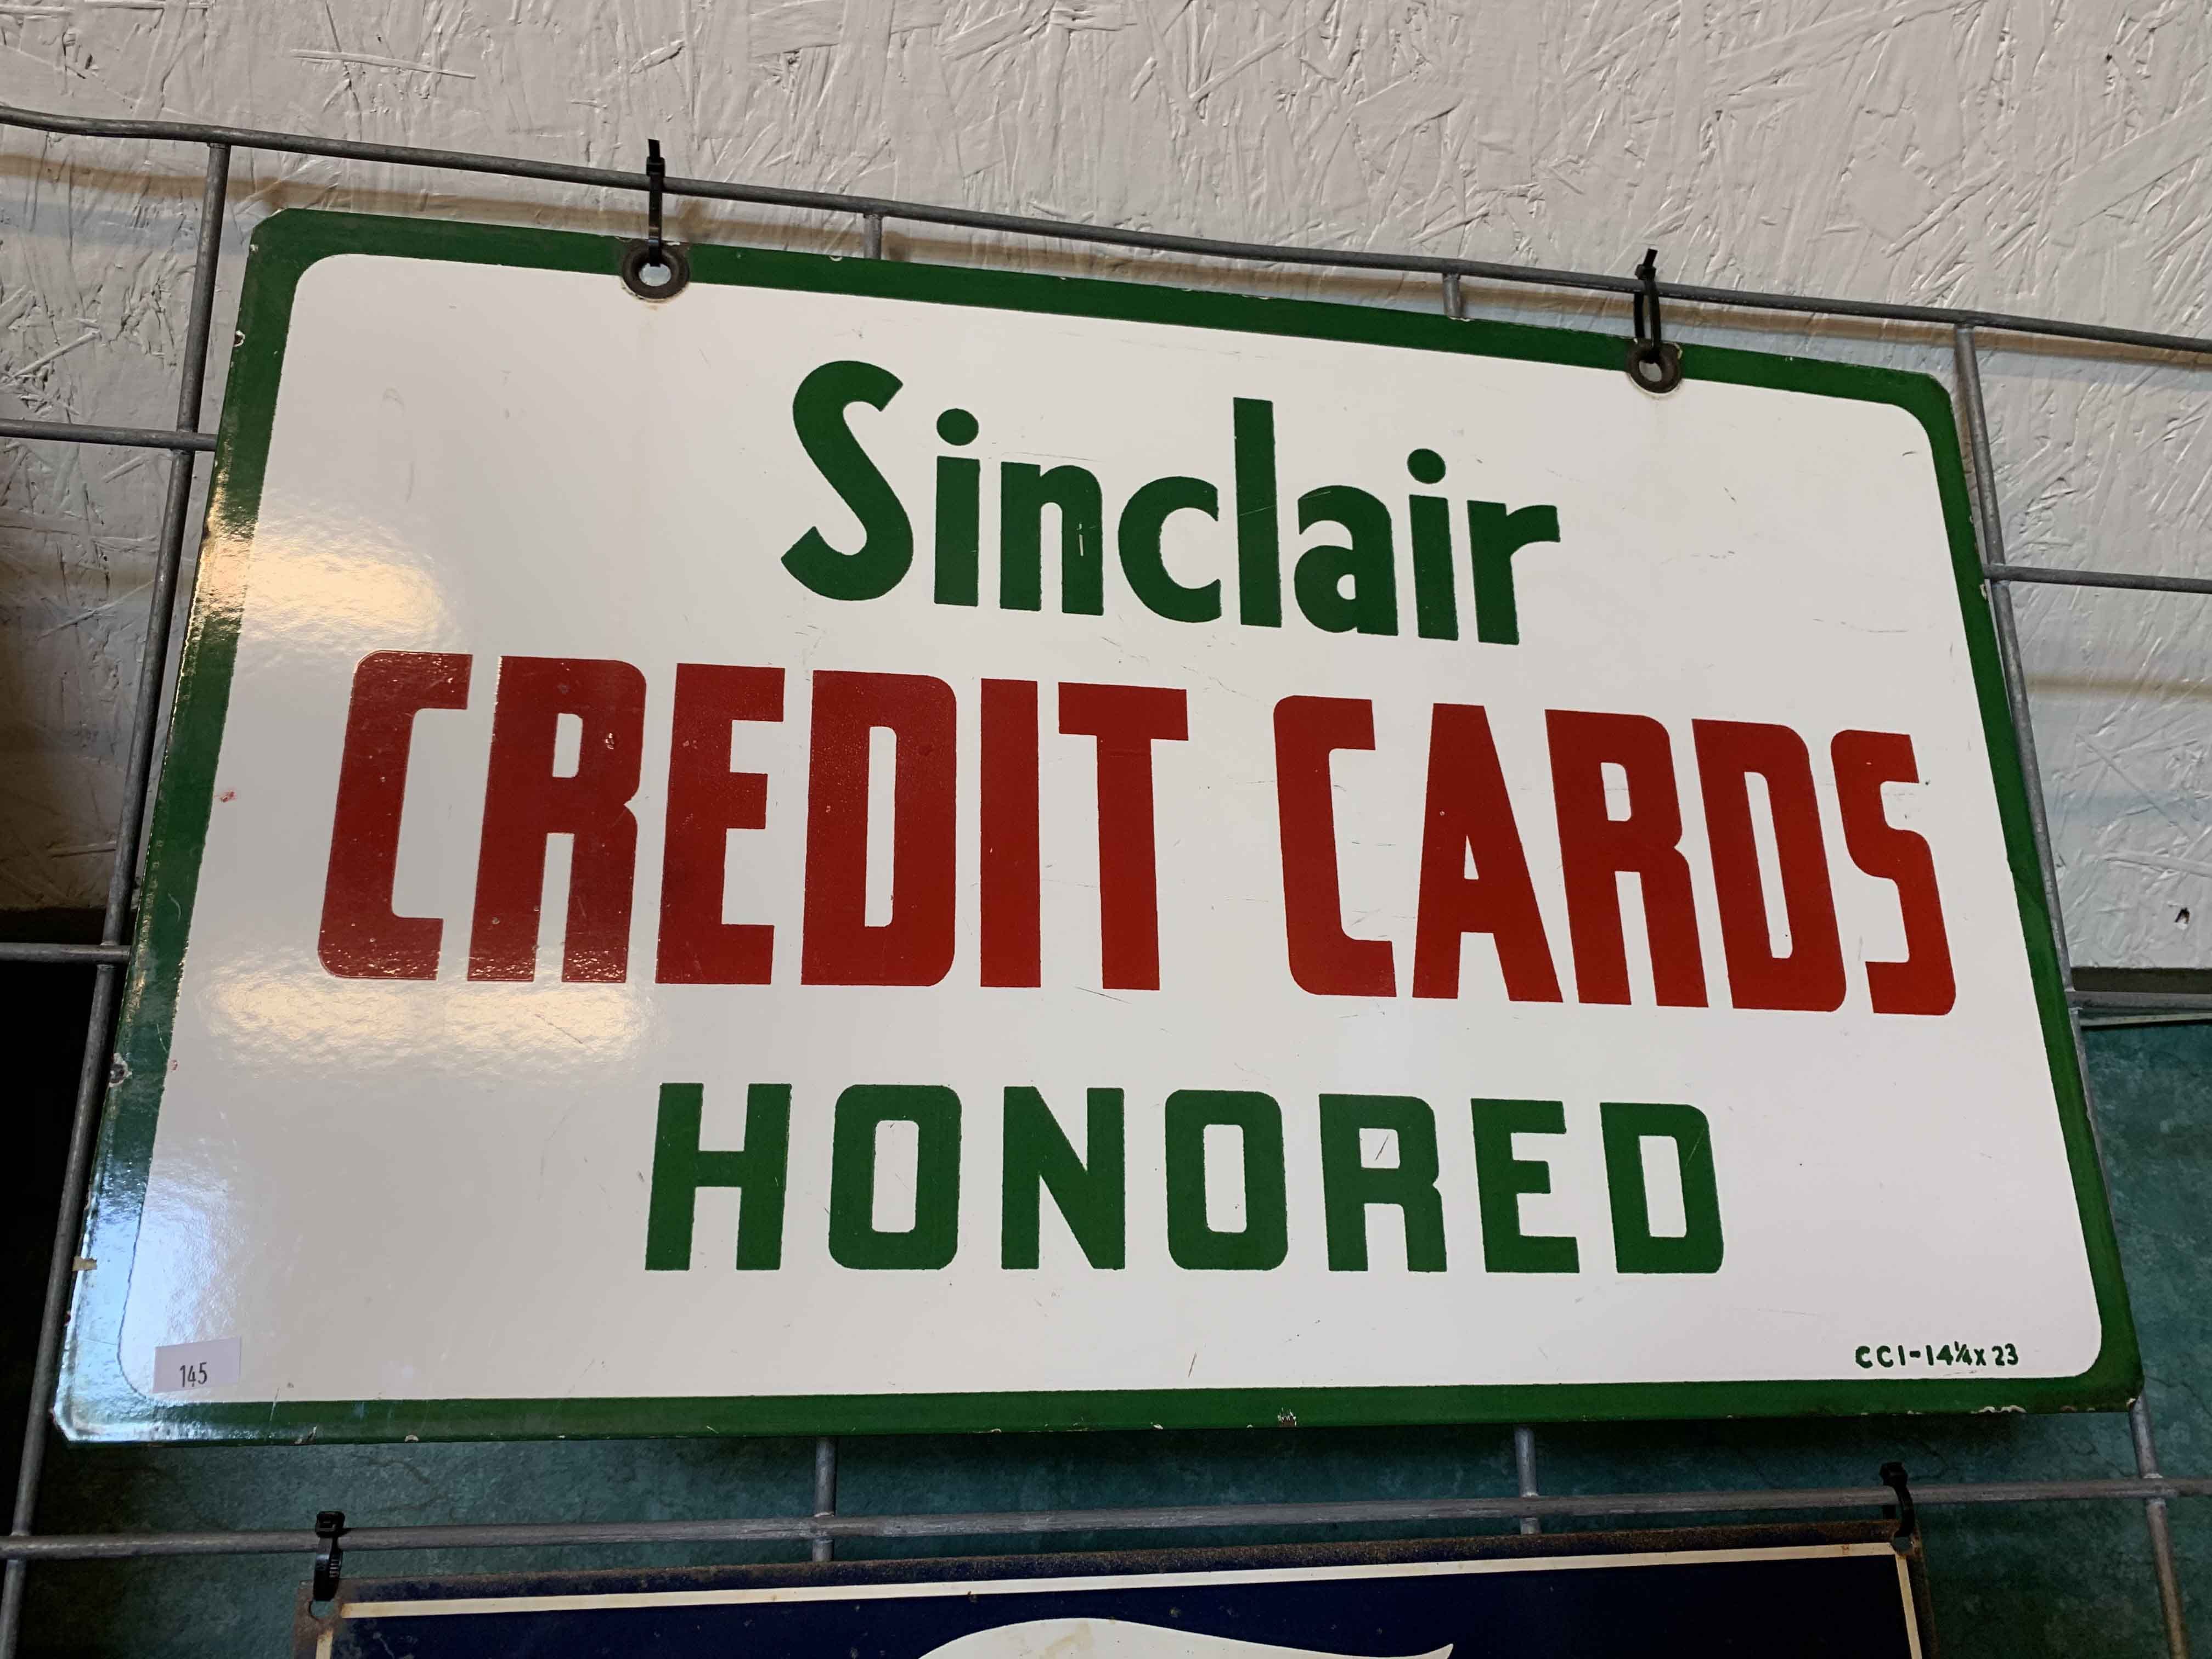 Sinclair
CREDIT CARDS
HONORED
145
CC1-14¼x23